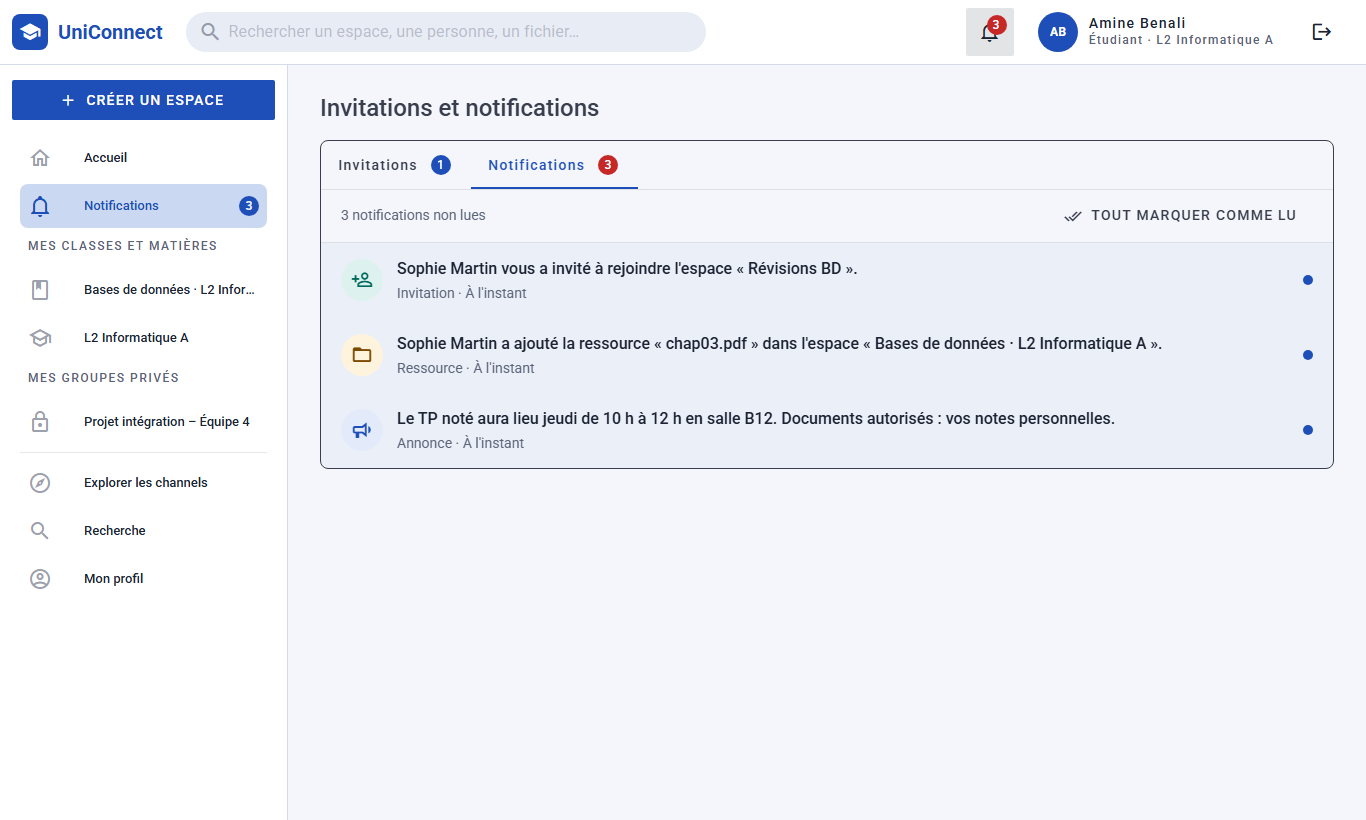 UniConnect
Rechercher un espace, une personne, un fichier…
3
AB
Amine Benali
Étudiant · L2 Informatique A
CRÉER UN ESPACE
Accueil
Notifications 3
MES CLASSES ET MATIÈRES
Bases de données · L2 Infor…
L2 Informatique A
MES GROUPES PRIVÉS
Projet intégration – Équipe 4
Explorer les channels
Recherche
Mon profil
Invitations et notifications
Invitations 1 Notifications 3
3 notifications non lues TOUT MARQUER COMME LU
Sophie Martin vous a invité à rejoindre l'espace « Révisions BD ».
Invitation · À l'instant
Sophie Martin a ajouté la ressource « chap03.pdf » dans l'espace « Bases de données · L2 Informatique A ».
Ressource · À l'instant
Le TP noté aura lieu jeudi de 10 h à 12 h en salle B12. Documents autorisés : vos notes personnelles.
Annonce · À l'instant